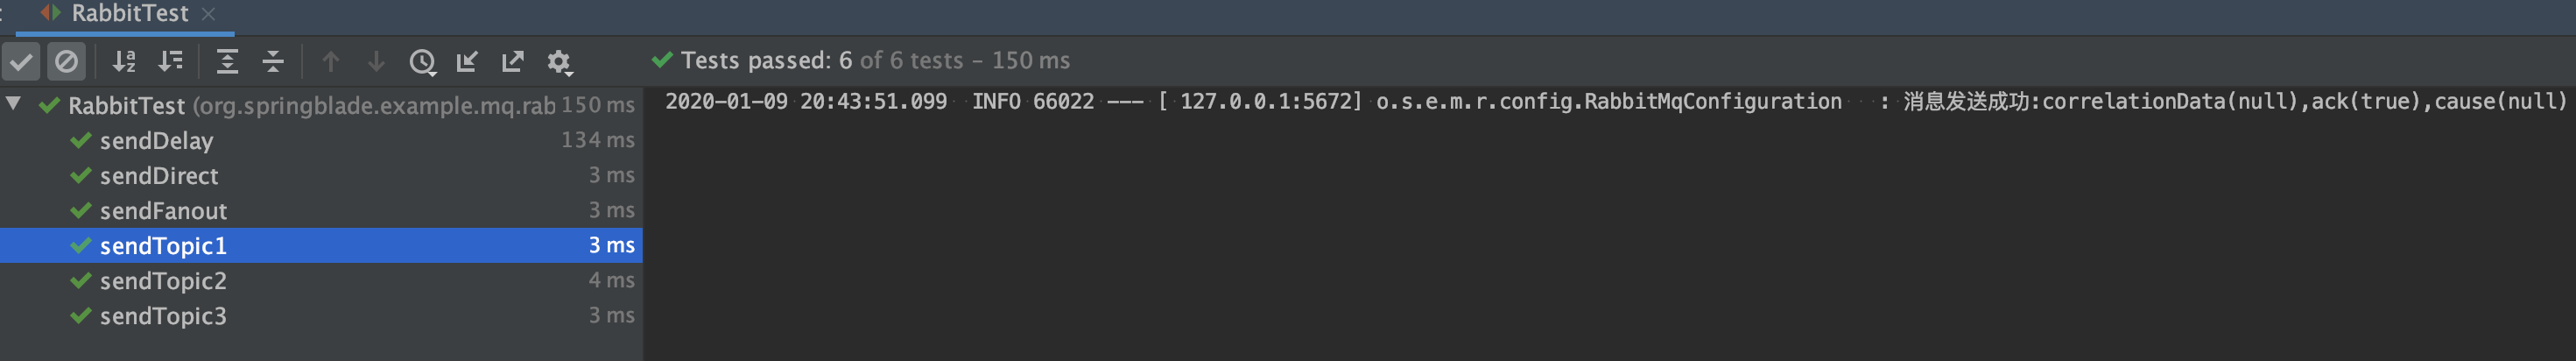 RabbitTest
Tests passed: 6 of 6 tests – 150 ms
RabbitTest (org.springblade.example.mq.rab 150 ms
sendDelay 134 ms
sendDirect 3 ms
sendFanout 3 ms
sendTopic1 3 ms
sendTopic2 4 ms
sendTopic3 3 ms
2020-01-09 20:43:51.099  INFO 66022 --- [ 127.0.0.1:5672] o.s.e.m.r.config.RabbitMqConfiguration   : 消息发送成功:correlationData(null),ack(true),cause(null)